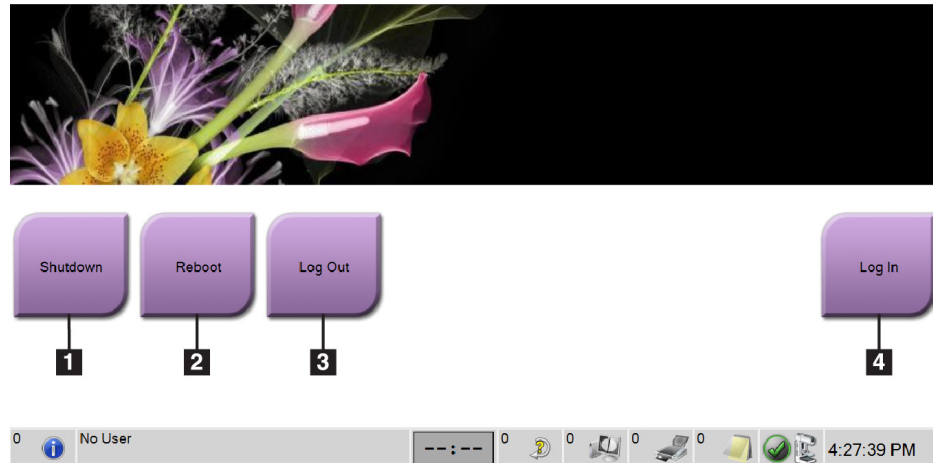 Shutdown
Reboot
Log Out
Log In
1
2
3
4
0 No User --:-- 0 0 0 0 4:27:39 PM